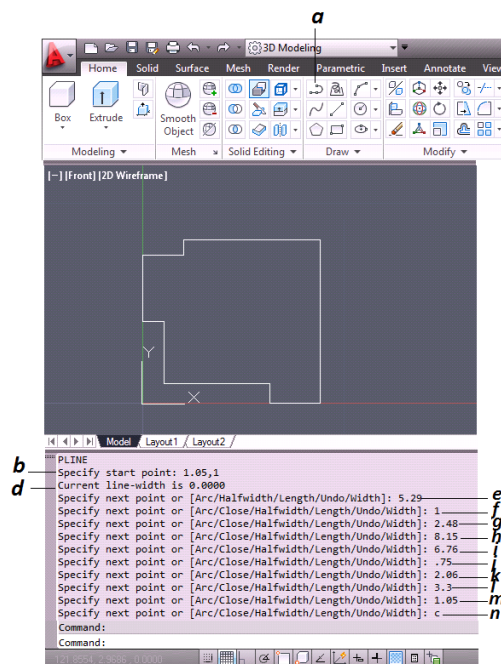 a
3D Modeling
Home Solid Surface Mesh Render Parametric Insert Annotate View
Box
Extrude
Smooth
Object
Modeling Mesh Solid Editing Draw Modify
[−] [Front] [2D Wireframe]
Y
X
Model Layout1 Layout2
PLINE
b Specify start point: 1.05,1
d Current line-width is 0.0000
Specify next point or [Arc/Halfwidth/Length/Undo/Width]: 5.29 e
Specify next point or [Arc/Close/Halfwidth/Length/Undo/Width]: 1 f
Specify next point or [Arc/Close/Halfwidth/Length/Undo/Width]: 2.48 g
Specify next point or [Arc/Close/Halfwidth/Length/Undo/Width]: 8.15 h
Specify next point or [Arc/Close/Halfwidth/Length/Undo/Width]: 6.76 i
Specify next point or [Arc/Close/Halfwidth/Length/Undo/Width]: .75 j
Specify next point or [Arc/Close/Halfwidth/Length/Undo/Width]: 2.06 k
Specify next point or [Arc/Close/Halfwidth/Length/Undo/Width]: 3.3 l
Specify next point or [Arc/Close/Halfwidth/Length/Undo/Width]: 1.05 m
Specify next point or [Arc/Close/Halfwidth/Length/Undo/Width]: c n
Command:
Command: